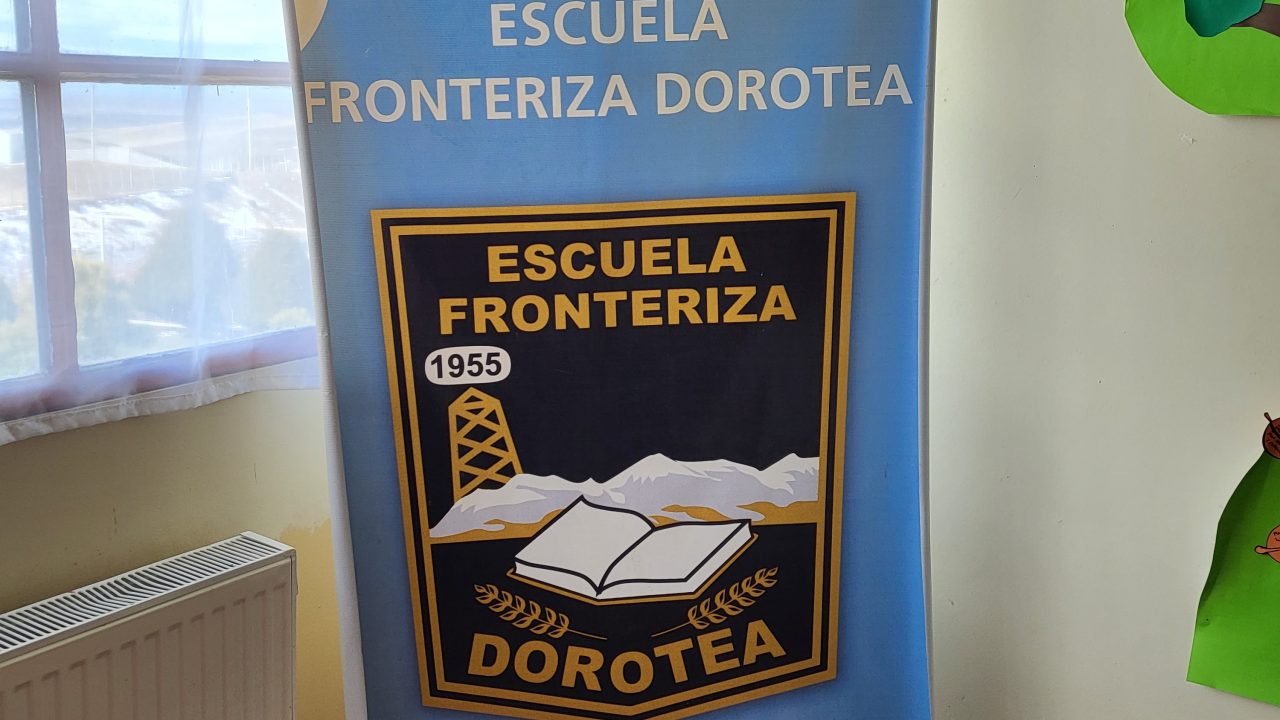 ESCUELA
FRONTERIZA DOROTEA
ESCUELA
FRONTERIZA
1955
DOROTEA